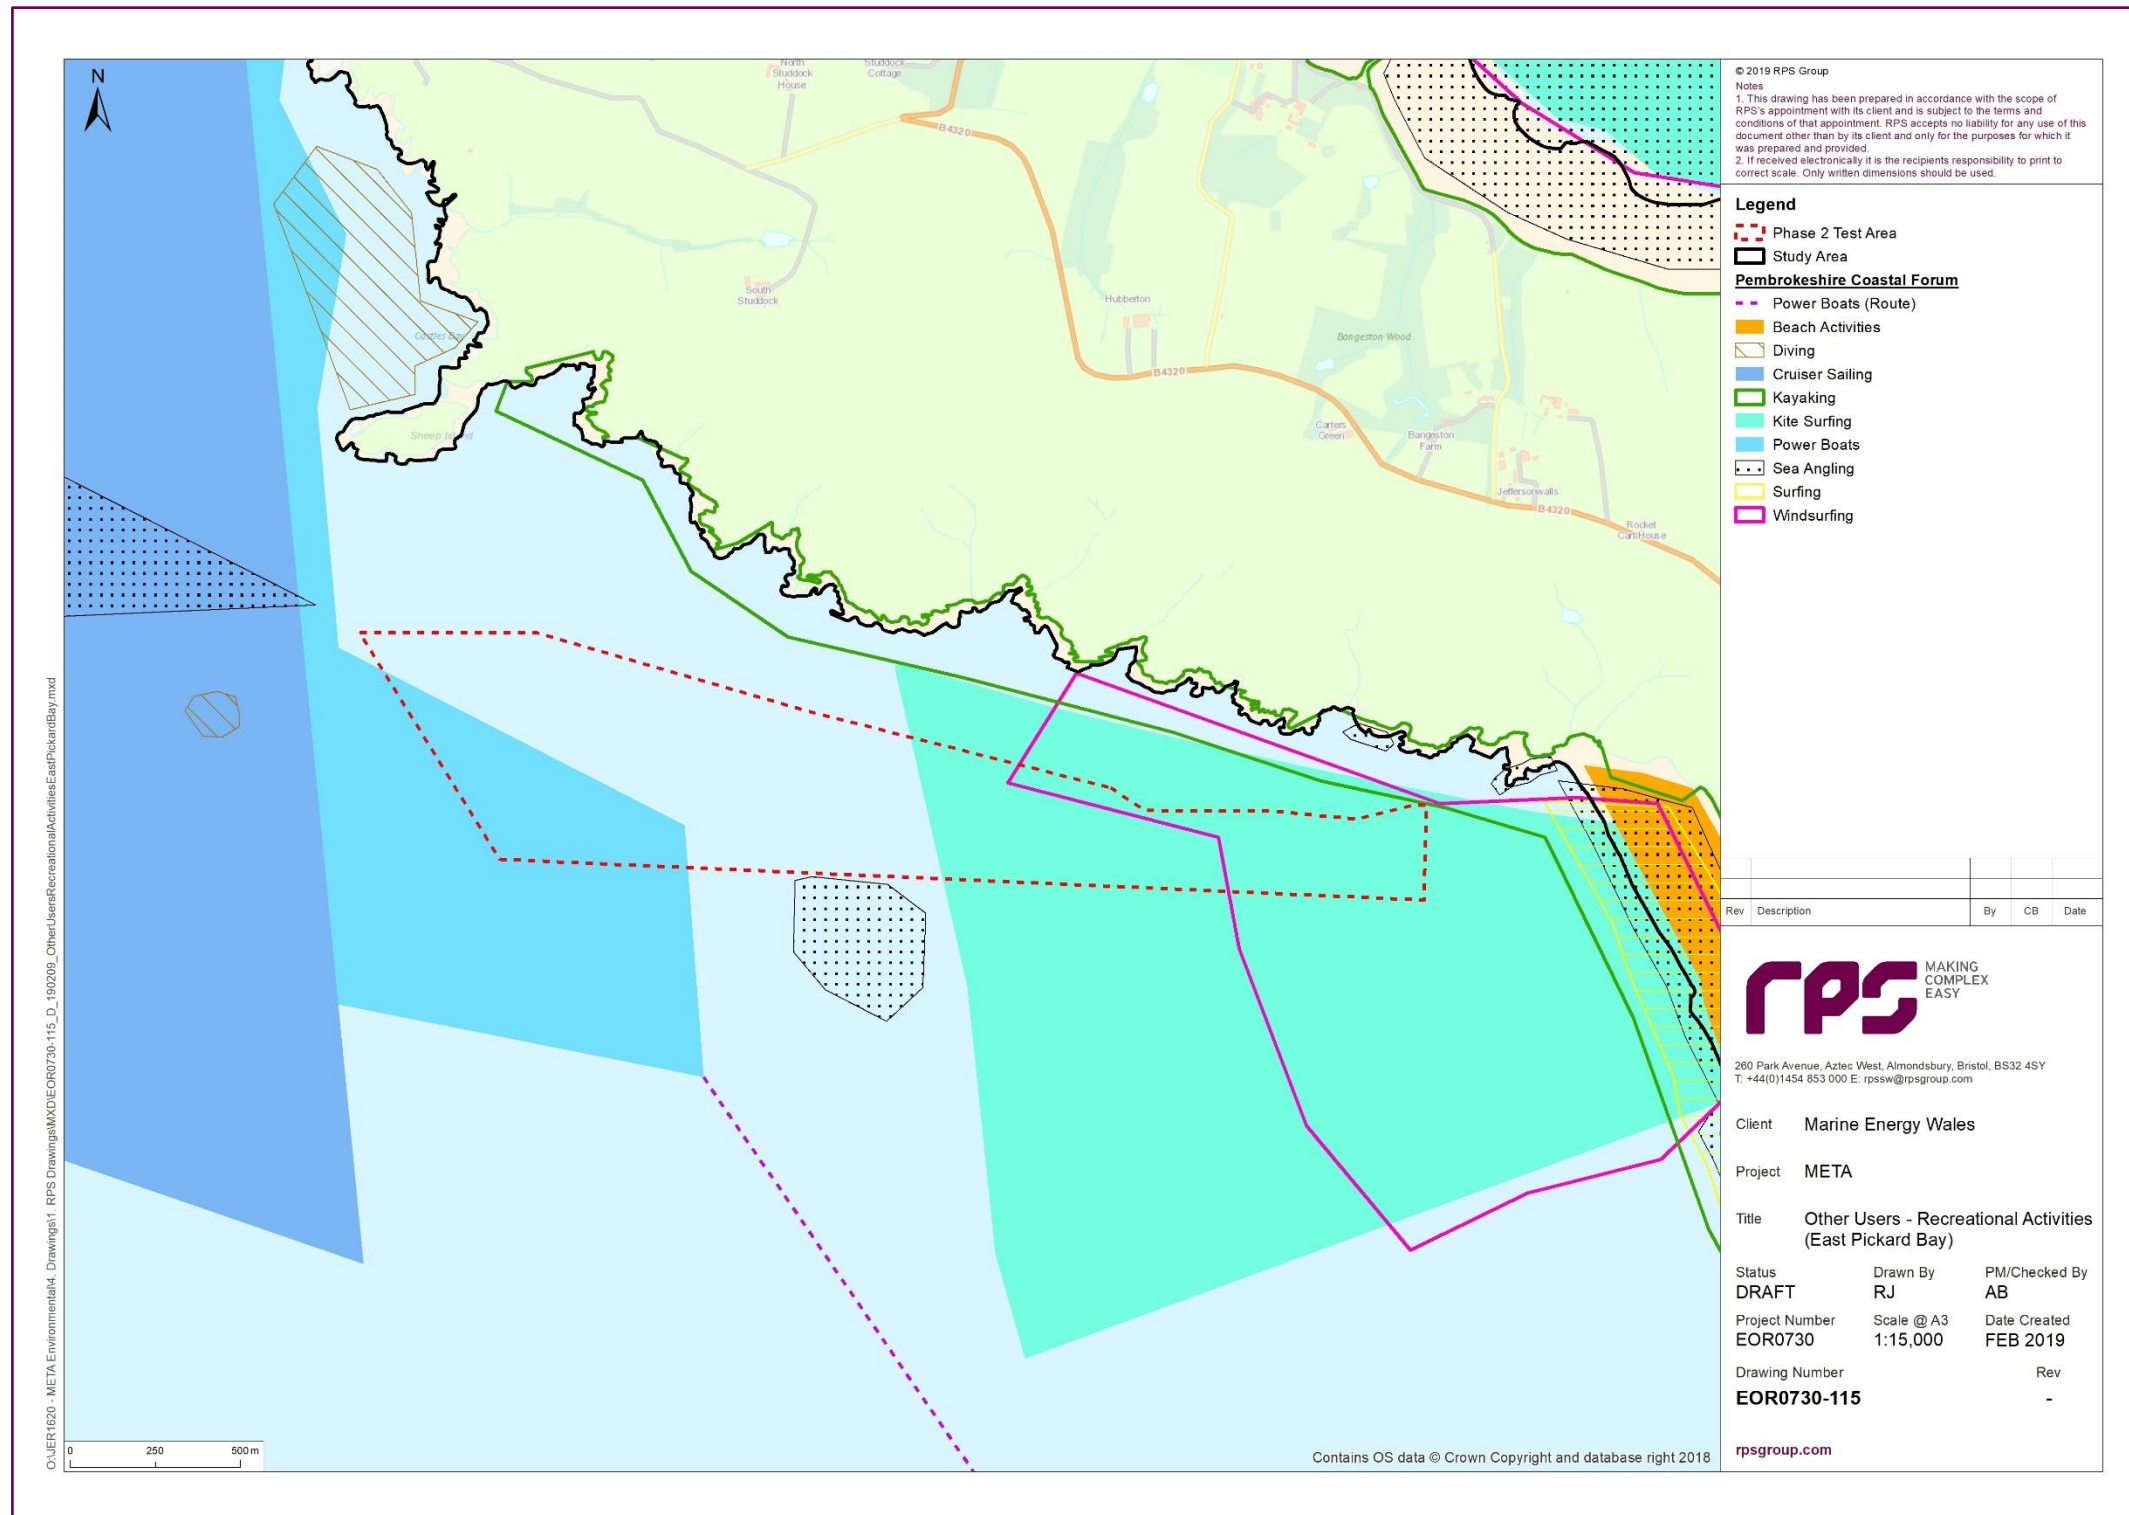 N
North
Studdock
House
Studdock
Cottage
B4320
South
Studdock
Hubberton
Bangeston Wood
Castles Bay
B4320
Sheep Island
Carters
Green
Bangeston
Farm
Jeffersonwalls
B4320
Rocket
Cart House
0 250 500 m
Contains OS data © Crown Copyright and database right 2018
O:\JER1620 - META Environmental\4. Drawings\1. RPS Drawings\MXD\EOR0730-115_D_190209_OtherUsersRecreationalActivitiesEastPickardBay.mxd
© 2019 RPS Group
Notes
1. This drawing has been prepared in accordance with the scope of
RPS's appointment with its client and is subject to the terms and
conditions of that appointment. RPS accepts no liability for any use of this
document other than by its client and only for the purposes for which it
was prepared and provided.
2. If received electronically it is the recipients responsibility to print to
correct scale. Only written dimensions should be used.
Legend
Phase 2 Test Area
Study Area
Pembrokeshire Coastal Forum
Power Boats (Route)
Beach Activities
Diving
Cruiser Sailing
Kayaking
Kite Surfing
Power Boats
Sea Angling
Surfing
Windsurfing
Rev Description By CB Date
rps
MAKING
COMPLEX
EASY
260 Park Avenue, Aztec West, Almondsbury, Bristol, BS32 4SY
T: +44(0)1454 853 000 E: rpssw@rpsgroup.com
Client Marine Energy Wales
Project META
Title Other Users - Recreational Activities
(East Pickard Bay)
Status Drawn By PM/Checked By
DRAFT RJ AB
Project Number Scale @ A3 Date Created
EOR0730 1:15,000 FEB 2019
Drawing Number Rev
EOR0730-115 -
rpsgroup.com